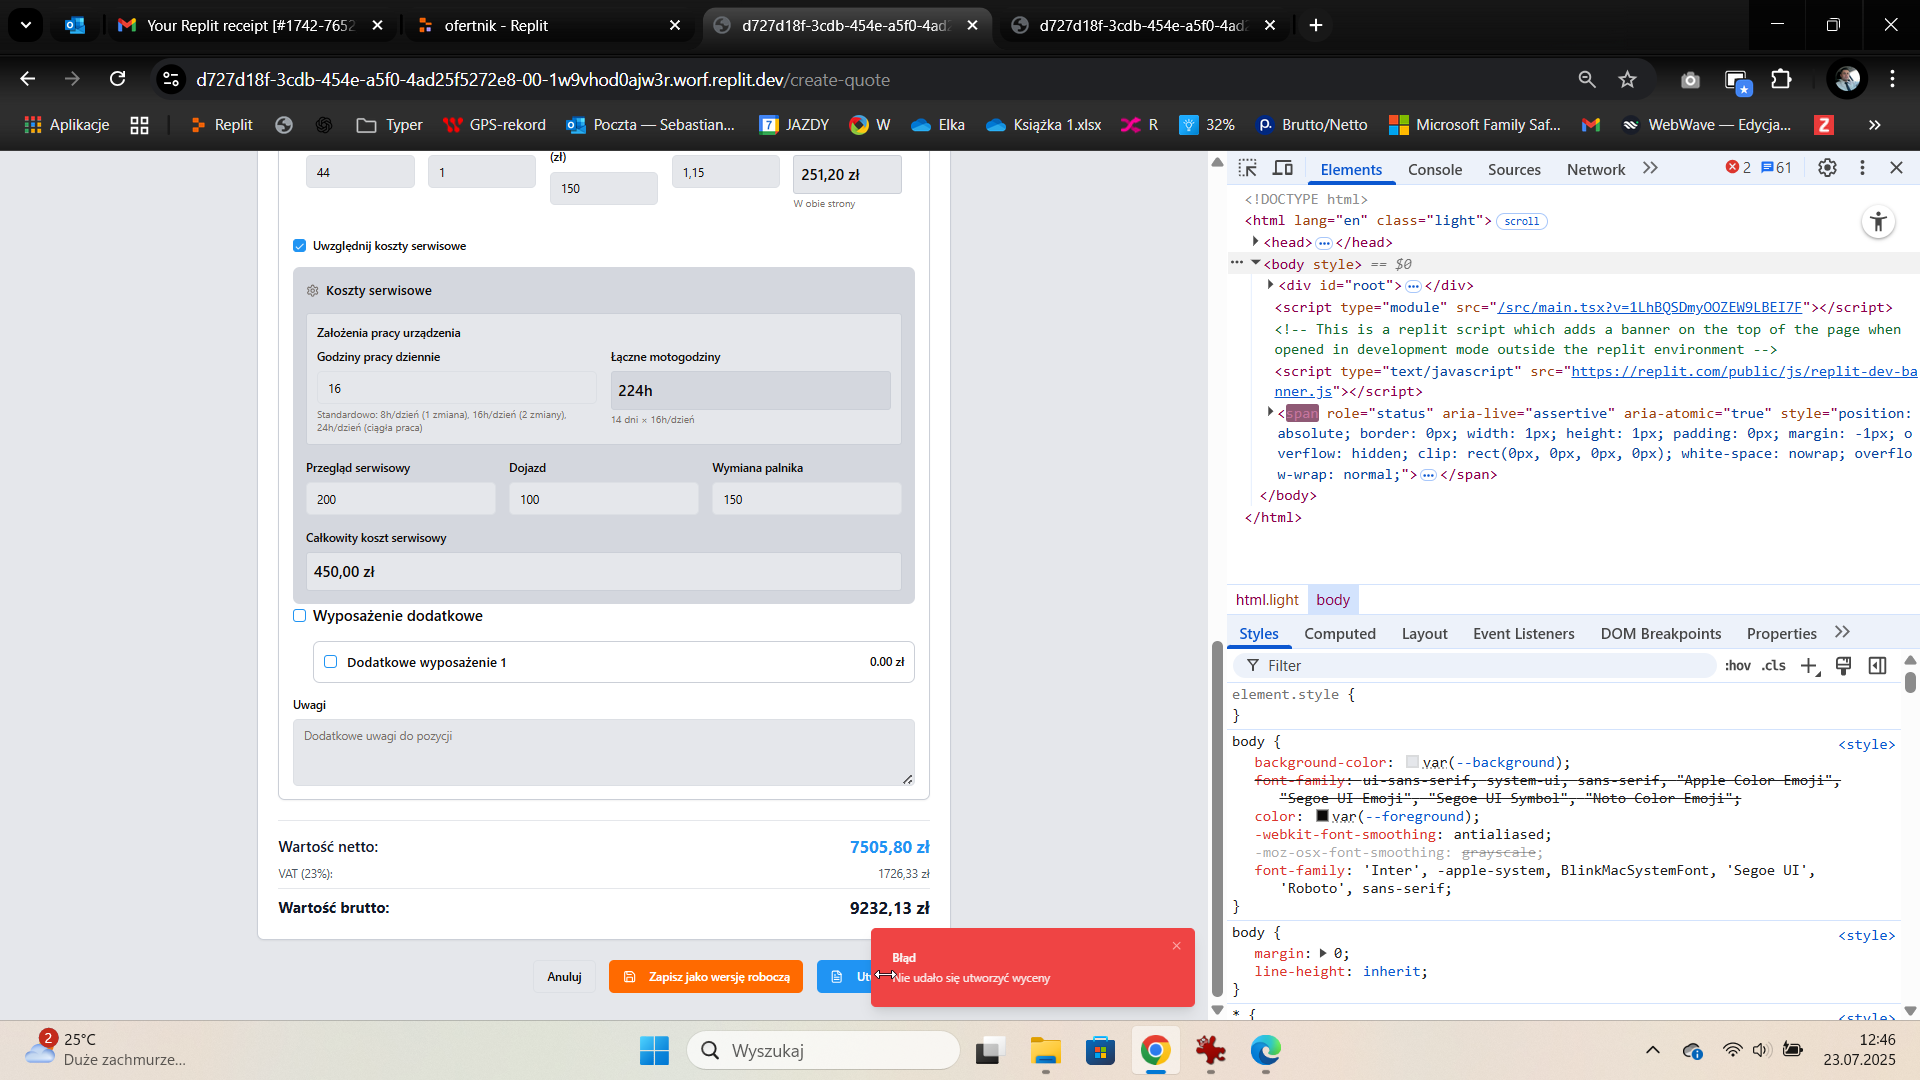 Your Replit receipt [#1742-7652
ofertnik - Replit
d727d18f-3cdb-454e-a5f0-4ad2
d727d18f-3cdb-454e-a5f0-4ad2
d727d18f-3cdb-454e-a5f0-4ad25f5272e8-00-1w9vhod0ajw3r.worf.replit.dev/create-quote
Aplikacje
Replit
Typer
GPS-rekord
Poczta — Sebastian...
7 JAZDY
W
Elka
Książka 1.xlsx
R
32%
Brutto/Netto
Microsoft Family Saf...
WebWave — Edycja...
Z
(zł)
44
1
150
1,15
251,20 zł
W obie strony
Uwzględnij koszty serwisowe
Koszty serwisowe
Założenia pracy urządzenia
Godziny pracy dziennie
Łączne motogodziny
16
224h
Standardowo: 8h/dzień (1 zmiana), 16h/dzień (2 zmiany),
24h/dzień (ciągła praca)
14 dni × 16h/dzień
Przegląd serwisowy
Dojazd
Wymiana palnika
200
100
150
Całkowity koszt serwisowy
450,00 zł
Wyposażenie dodatkowe
Dodatkowe wyposażenie 1
0.00 zł
Uwagi
Dodatkowe uwagi do pozycji
Wartość netto:
7505,80 zł
VAT (23%):
1726,33 zł
Wartość brutto:
9232,13 zł
Anuluj
Zapisz jako wersję roboczą
Błąd
Nie udało się utworzyć wyceny
Elements
Console
Sources
Network
2
61
<!DOCTYPE html>
<html lang="en" class="light"> scroll
<head> ••• </head>
••• <body style> == $0
<div id="root"> ••• </div>
<script type="module" src="/src/main.tsx?v=1LhBQSDmyOOZEW9LBEI7F"></script>
<!-- This is a replit script which adds a banner on the top of the page when
opened in development mode outside the replit environment -->
<script type="text/javascript" src="https://replit.com/public/js/replit-dev-ba
nner.js"></script>
<span role="status" aria-live="assertive" aria-atomic="true" style="position:
absolute; border: 0px; width: 1px; height: 1px; padding: 0px; margin: -1px; o
verflow: hidden; clip: rect(0px, 0px, 0px, 0px); white-space: nowrap; overflo
w-wrap: normal;"> ••• </span>
</body>
</html>
html.light
body
Styles
Computed
Layout
Event Listeners
DOM Breakpoints
Properties
Filter
:hov
.cls
element.style {
}
body {
<style>
background-color: var(--background);
font-family: ui-sans-serif, system-ui, sans-serif, "Apple Color Emoji",
"Segoe UI Emoji", "Segoe UI Symbol", "Noto Color Emoji";
color: var(--foreground);
-webkit-font-smoothing: antialiased;
-moz-osx-font-smoothing: grayscale;
font-family: 'Inter', -apple-system, BlinkMacSystemFont, 'Segoe UI',
'Roboto', sans-serif;
}
body {
<style>
margin: 0;
line-height: inherit;
}
* {
<style>
2
25°C
Duże zachmurze...
Wyszukaj
12:46
23.07.2025